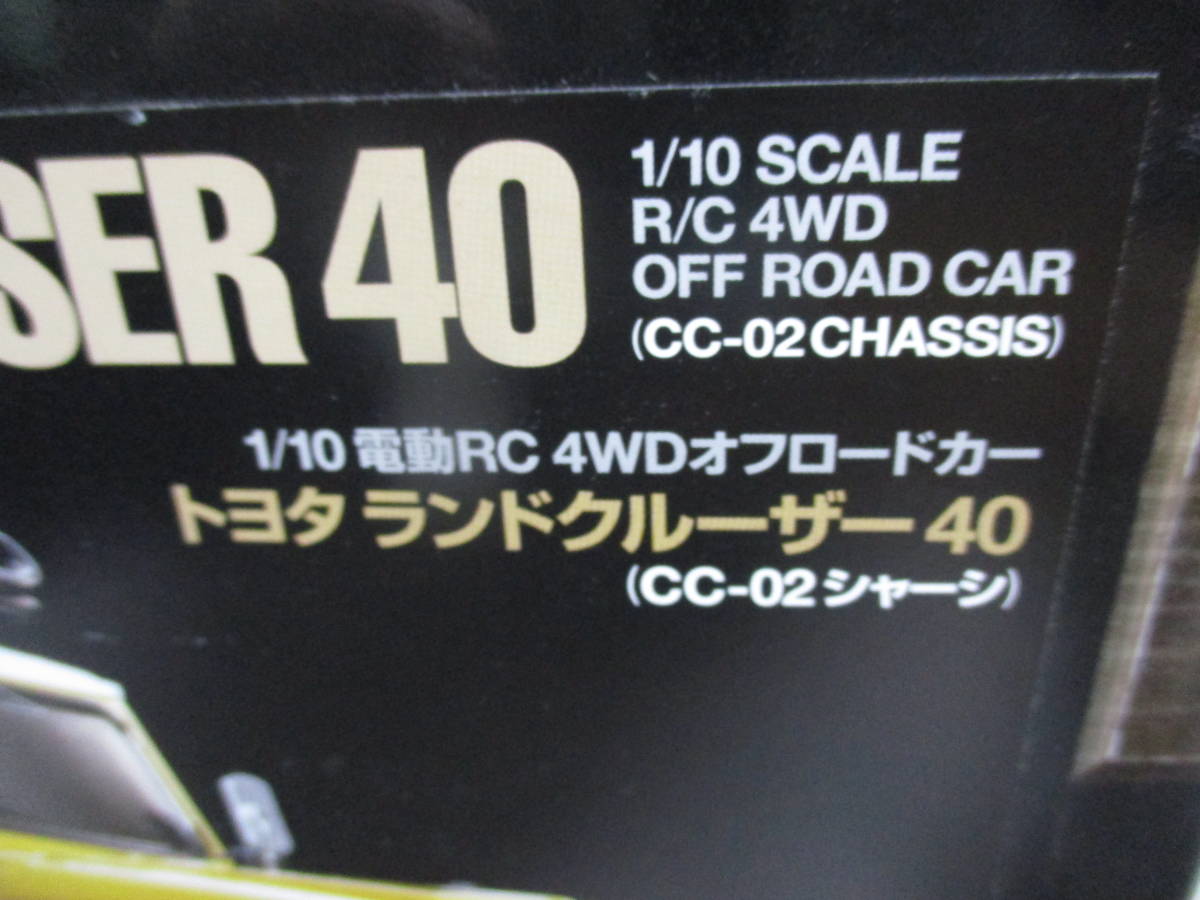 SER 40
1/10 SCALE
R/C 4WD
OFF ROAD CAR
(CC-02 CHASSIS)
1/10 電動RC 4WDオフロードカー
トヨタ ランドクルーザー 40
(CC-02 シャーシ)